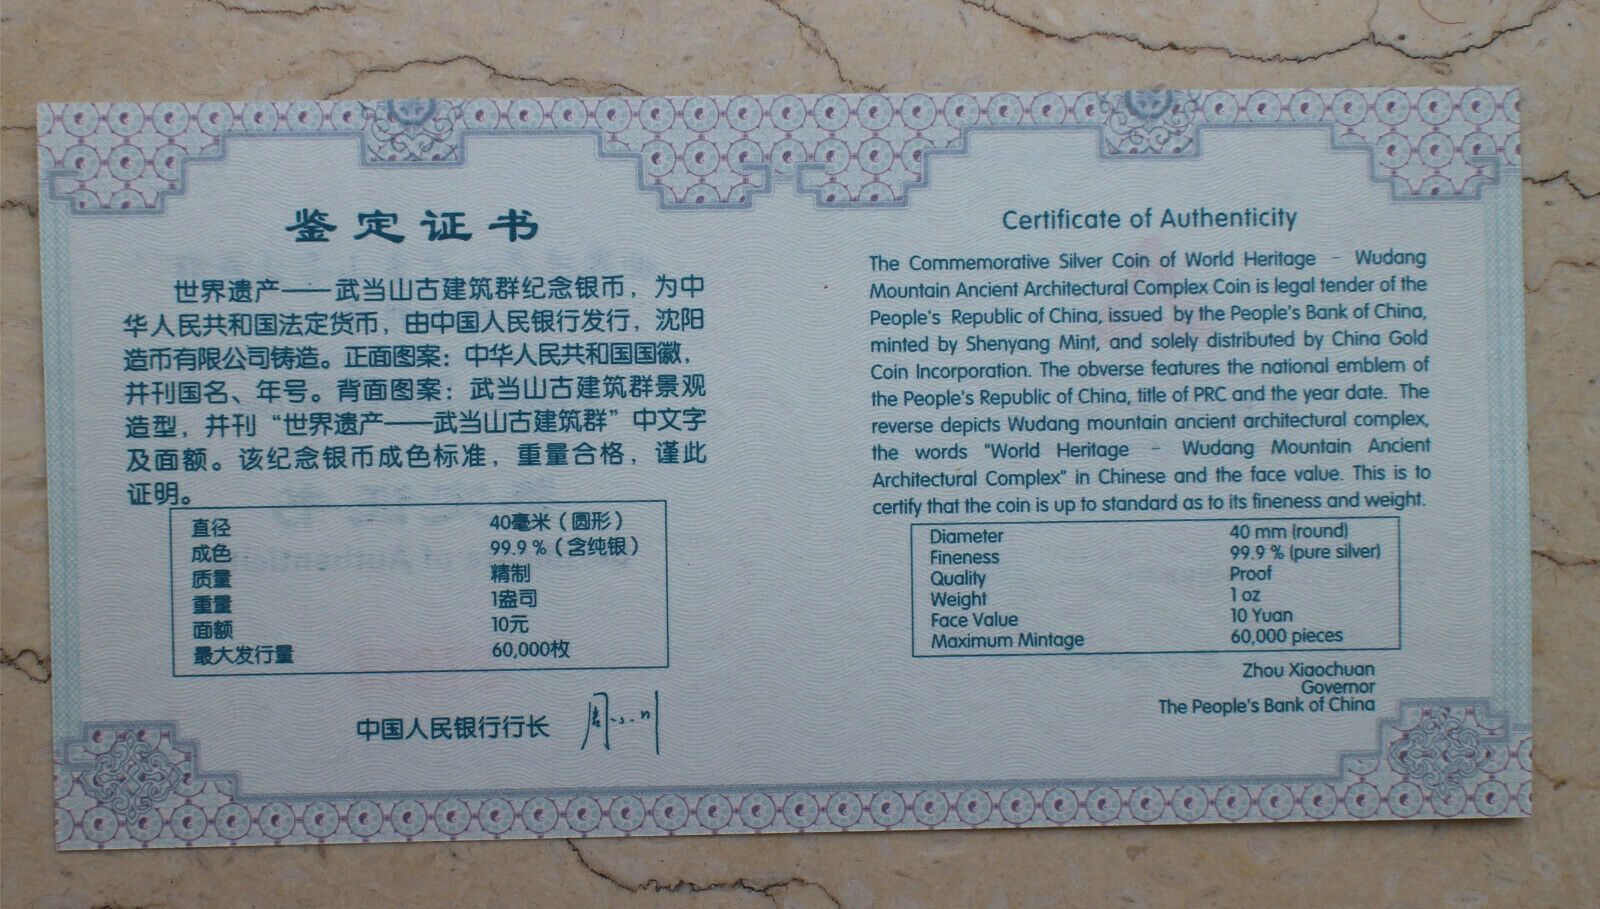 鉴定证书
世界遗产——武当山古建筑群纪念银币，为中
华人民共和国法定货币，由中国人民银行发行，沈阳
造币有限公司铸造。正面图案：中华人民共和国国徽，
并刊国名、年号。背面图案：武当山古建筑群景观
造型，并刊“世界遗产——武当山古建筑群”中文字
及面额。该纪念银币成色标准，重量合格，谨此
证明。
直径 40毫米（圆形）
成色 99.9％（含纯银）
质量 精制
重量 1盎司
面额 10元
最大发行量 60,000枚
中国人民银行行长 周小川
Certificate of Authenticity
The Commemorative Silver Coin of World Heritage – Wudang
Mountain Ancient Architectural Complex Coin is legal tender of the
People's Republic of China, issued by the People's Bank of China,
minted by Shenyang Mint, and solely distributed by China Gold
Coin Incorporation. The obverse features the national emblem of
the People's Republic of China, title of PRC and the year date. The
reverse depicts Wudang mountain ancient architectural complex,
the words "World Heritage – Wudang Mountain Ancient
Architectural Complex" in Chinese and the face value. This is to
certify that the coin is up to standard as to its fineness and weight.
Diameter 40 mm (round)
Fineness 99.9 % (pure silver)
Quality Proof
Weight 1 oz
Face Value 10 Yuan
Maximum Mintage 60,000 pieces
Zhou Xiaochuan
Governor
The People's Bank of China